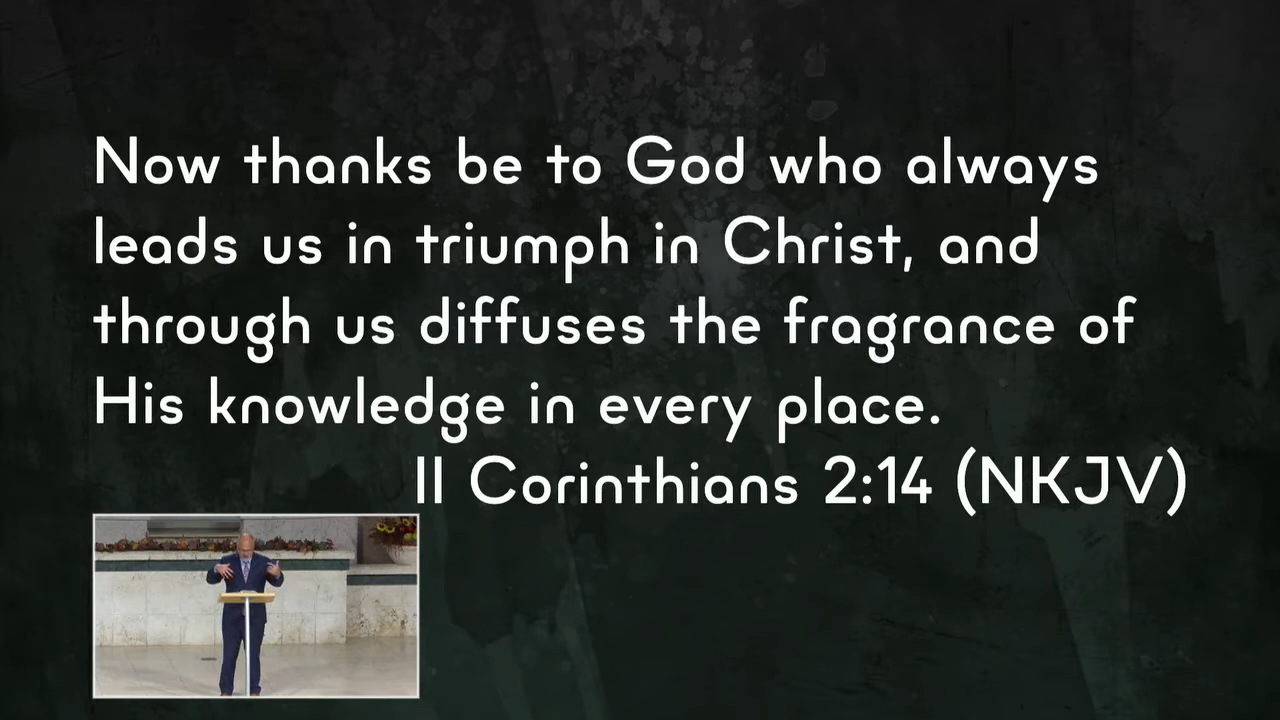 Now thanks be to God who always
leads us in triumph in Christ, and
through us diffuses the fragrance of
His knowledge in every place.
II Corinthians 2:14 (NKJV)